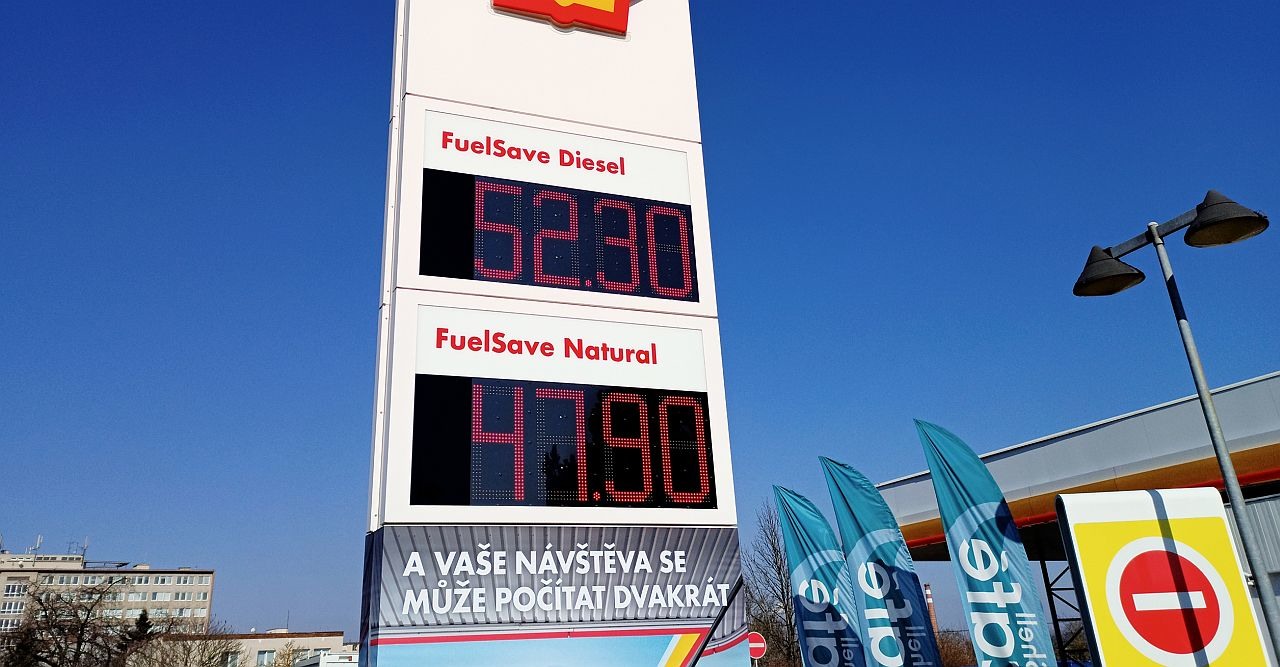 FuelSave Diesel
52.30
FuelSave Natural
47.90
A VAŠE NÁVŠTĚVA SE
MŮŽE POČÍTAT DVAKRÁT